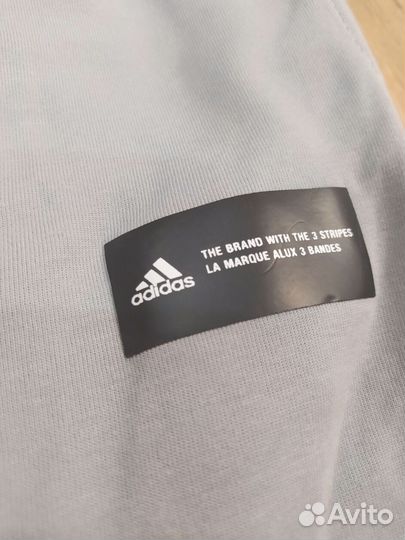 THE BRAND WITH THE 3 STRIPES
LA MARQUE ALUX 3 BANDES
adidas
Avito